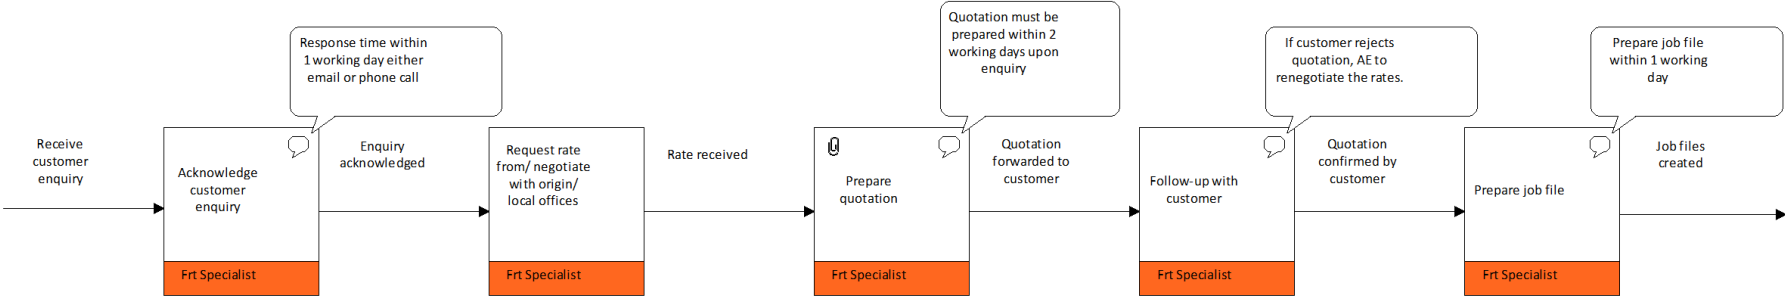 Receive
customer
enquiry
Response time within
1 working day either
email or phone call
Acknowledge
customer
enquiry
Frt Specialist
Enquiry
acknowledged
Request rate
from/ negotiate
with origin/
local offices
Frt Specialist
Rate received
Quotation must be
prepared within 2
working days upon
enquiry
Prepare
quotation
Frt Specialist
Quotation
forwarded to
customer
If customer rejects
quotation, AE to
renegotiate the rates.
Follow-up with
customer
Frt Specialist
Quotation
confirmed by
customer
Prepare job file
within 1 working
day
Prepare job file
Frt Specialist
Job files
created